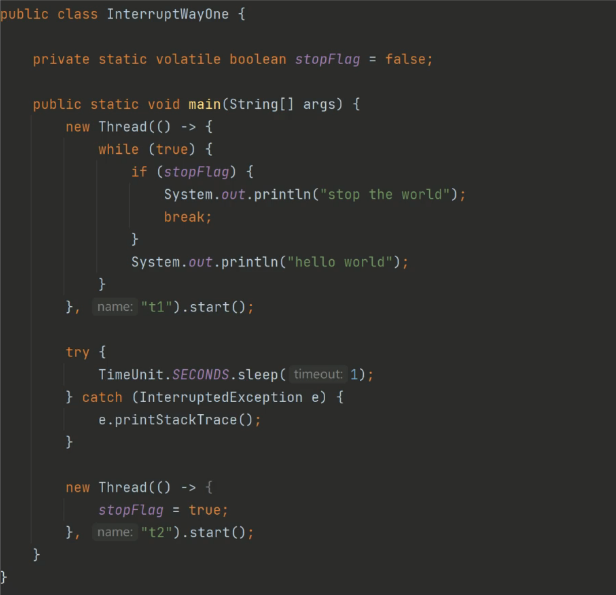 public class InterruptWayOne {
    private static volatile boolean stopFlag = false;
    public static void main(String[] args) {
        new Thread(() -> {
            while (true) {
                if (stopFlag) {
                    System.out.println("stop the world");
                    break;
                }
                System.out.println("hello world");
            }
        }, name: "t1").start();
        try {
            TimeUnit.SECONDS.sleep( timeout: 1);
        } catch (InterruptedException e) {
            e.printStackTrace();
        }
        new Thread(() -> {
            stopFlag = true;
        }, name: "t2").start();
    }
}